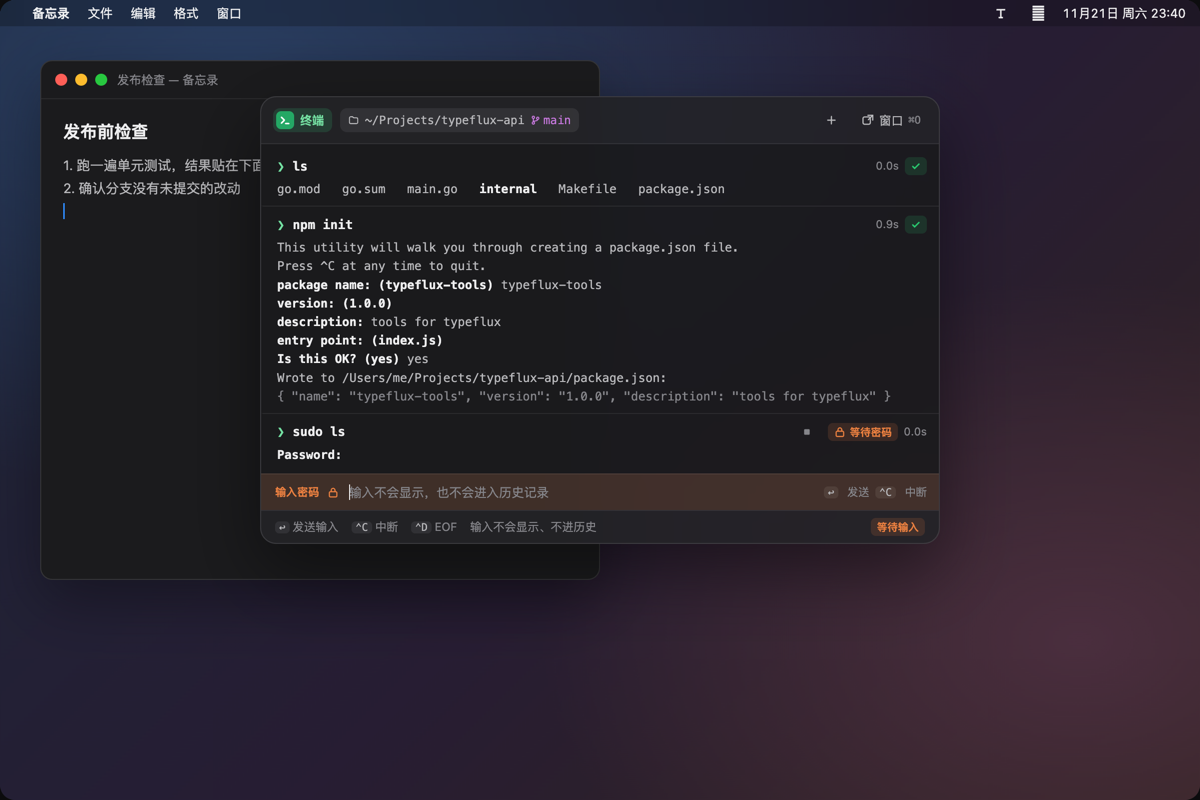 备忘录 文件 编辑 格式 窗口 T 11月21日 周六 23:40
发布检查 — 备忘录
发布前检查
1. 跑一遍单元测试，结果贴在下面
2. 确认分支没有未提交的改动
终端 ~/Projects/typeflux-api main + 窗口 ⌘O
❯ ls 0.0s ✓
go.mod go.sum main.go internal Makefile package.json
❯ npm init 0.9s ✓
This utility will walk you through creating a package.json file.
Press ^C at any time to quit.
package name: (typeflux-tools) typeflux-tools
version: (1.0.0)
description: tools for typeflux
entry point: (index.js)
Is this OK? (yes) yes
Wrote to /Users/me/Projects/typeflux-api/package.json:
{ "name": "typeflux-tools", "version": "1.0.0", "description": "tools for typeflux" }
❯ sudo ls 等待密码 0.0s
Password:
输入密码 输入不会显示，也不会进入历史记录 ↩ 发送 ^C 中断
↩ 发送输入 ^C 中断 ^D EOF 输入不会显示、不进历史 等待输入